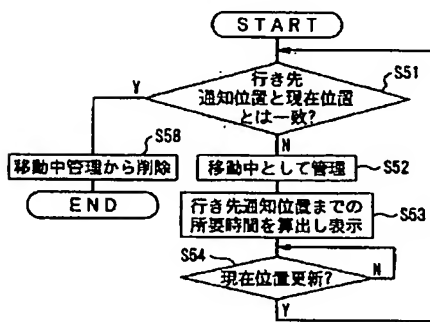 START
行き先
通知位置と現在位置
とは一致?
S51
Y
N
S58
移動中管理から削除
END
移動中として管理
S52
行き先通知位置までの
所要時間を算出し表示
S53
S54
現在位置更新?
N
Y